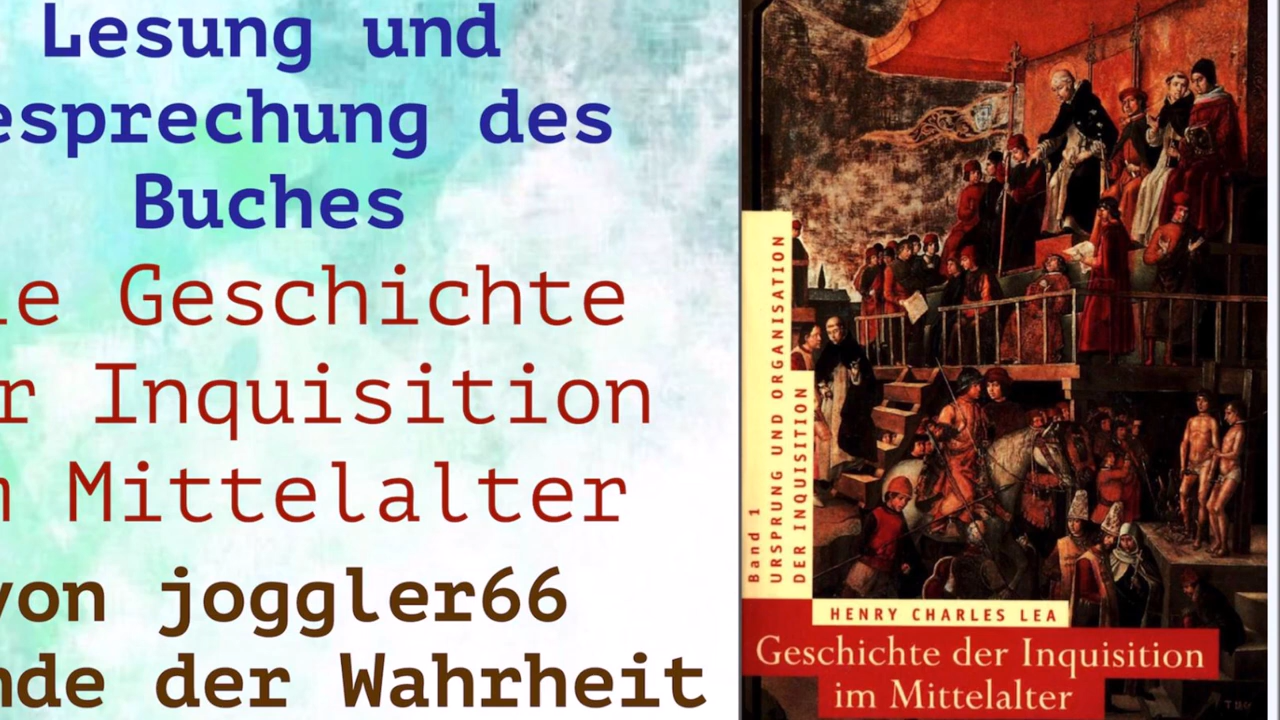 Lesung und
esprechung des
Buches
ie Geschichte
r Inquisition
Mittelalter
von joggler66
nde der Wahrheit
Band 1
URSPRUNG UND ORGANISATION
DER INQUISITION
HENRY CHARLES LEA
Geschichte der Inquisition
im Mittelalter